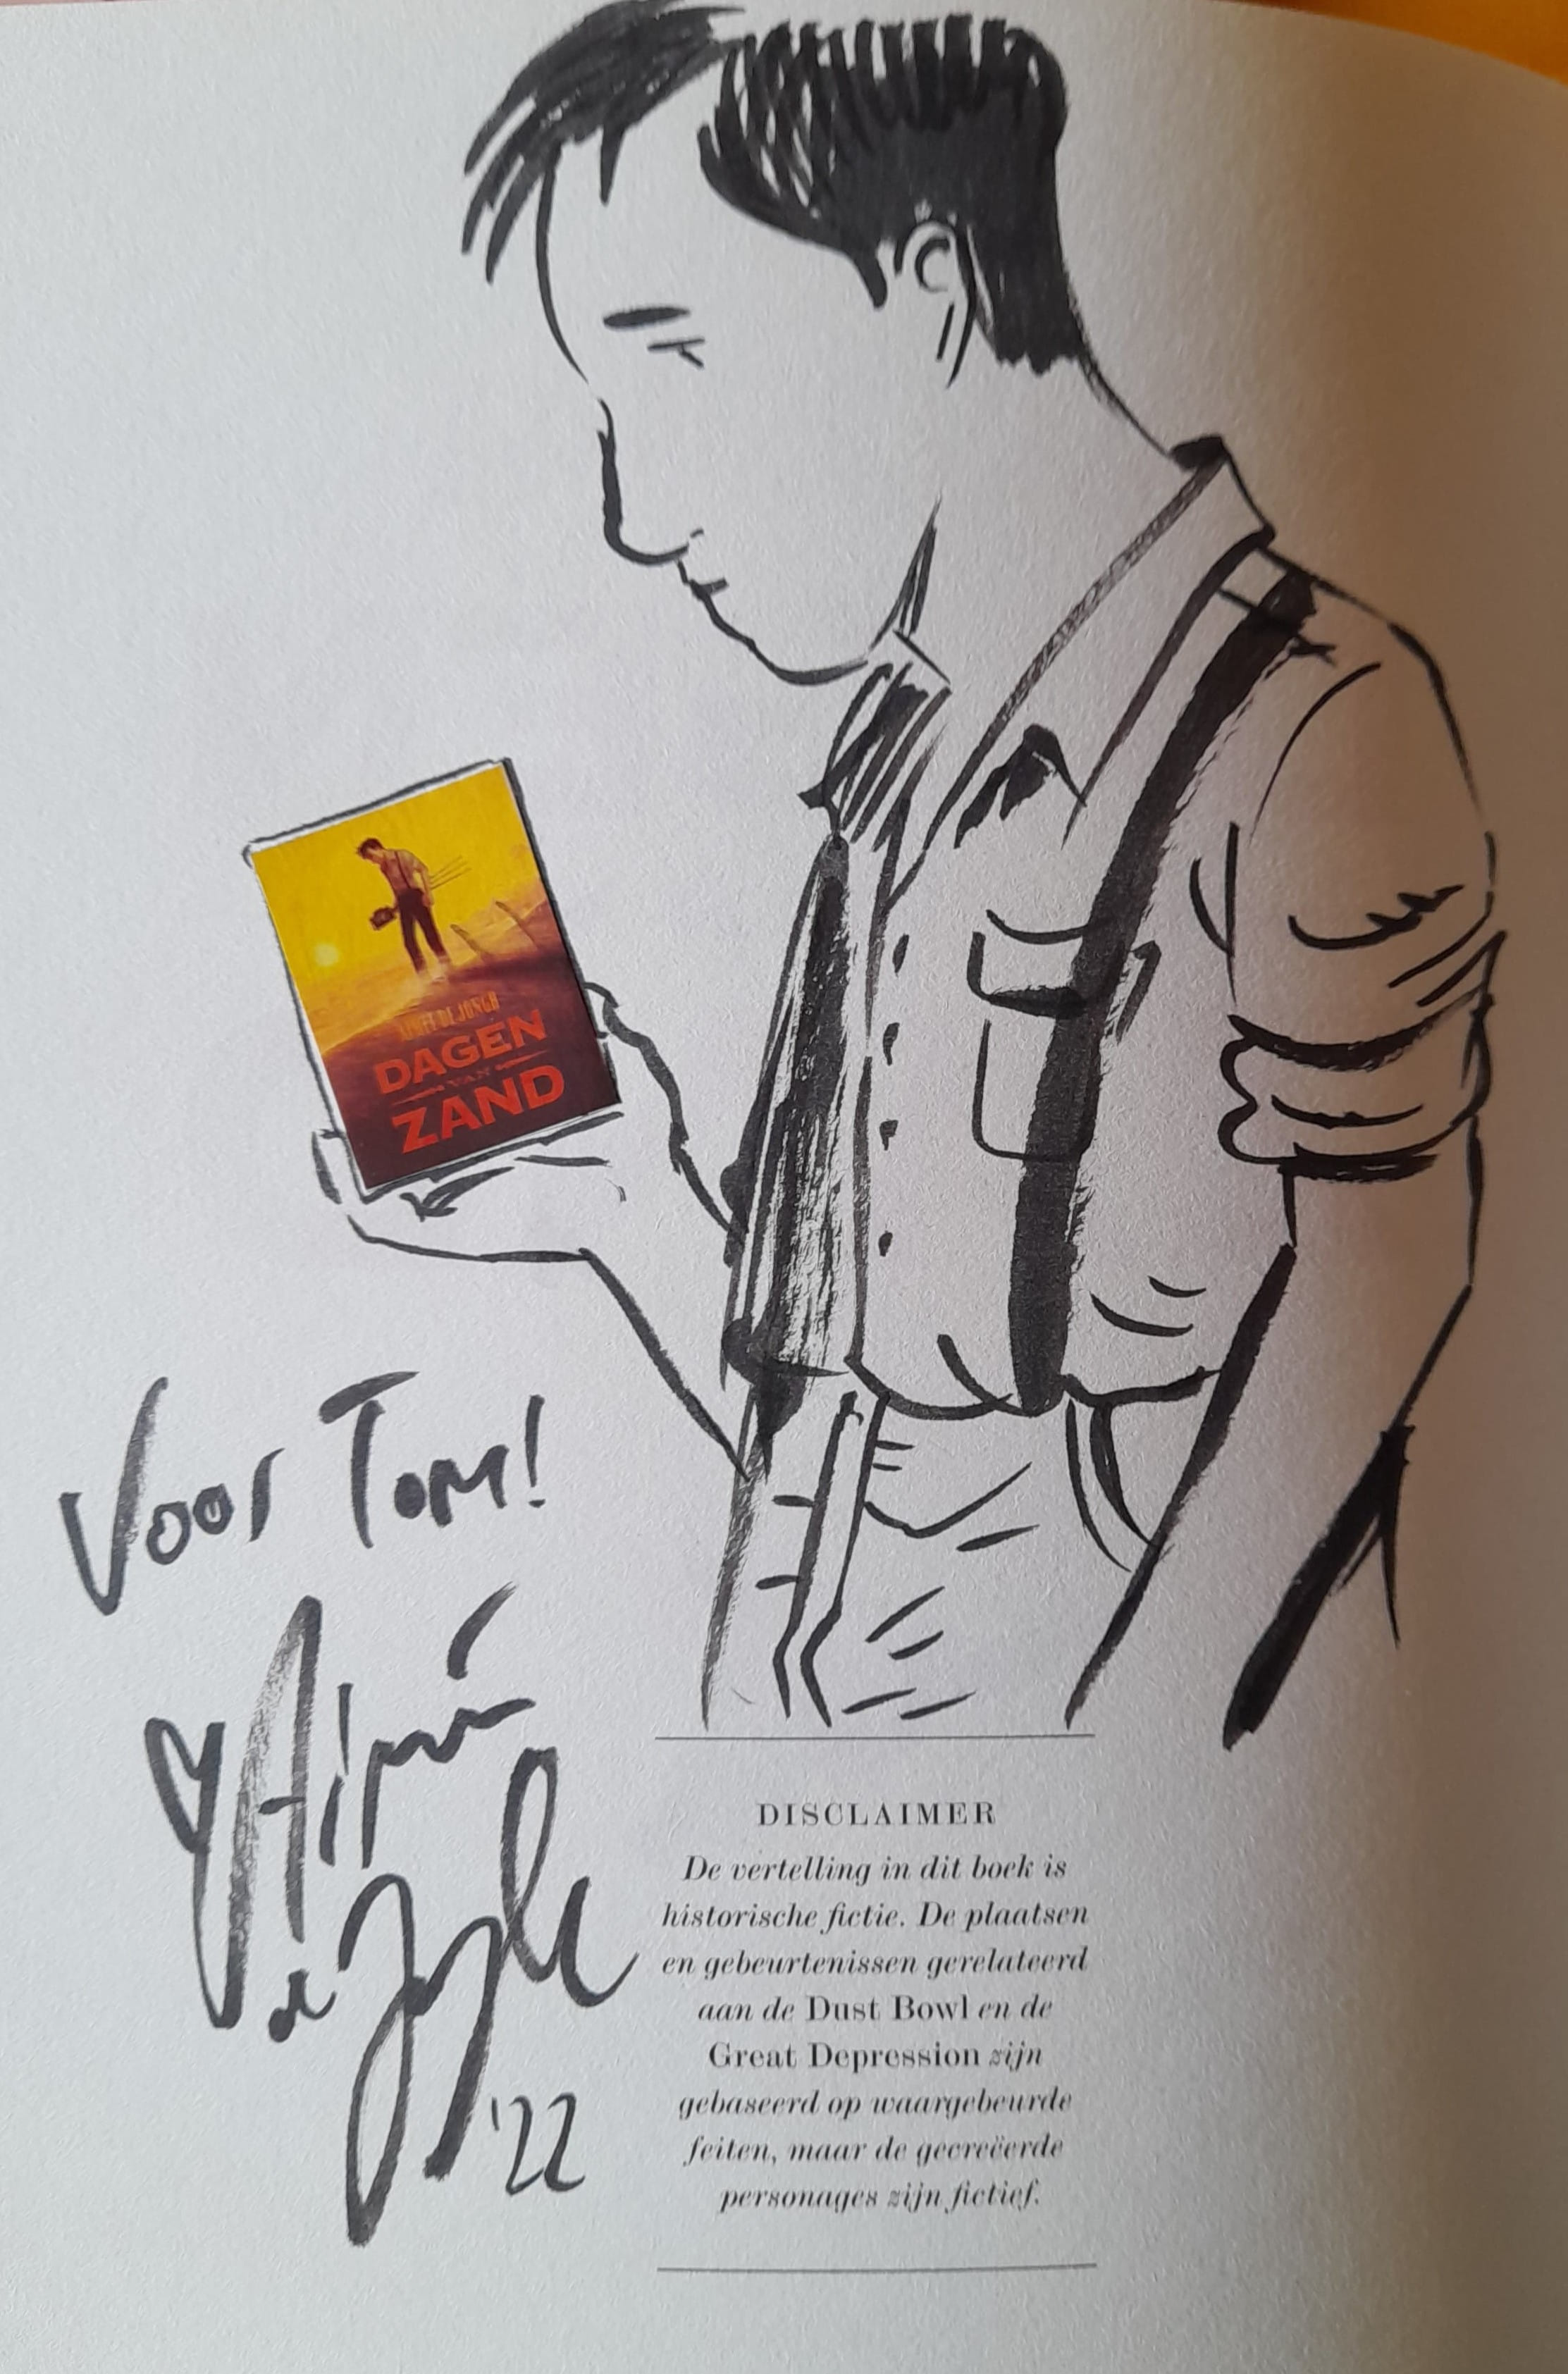 AIMÉE DE JONGH
DAGEN
VAN
ZAND
Voor Tom!
Aimée
de Jongh
'22
DISCLAIMER
De vertelling in dit boek is
historische fictie. De plaatsen
en gebeurtenissen gerelateerd
aan de Dust Bowl en de
Great Depression zijn
gebaseerd op waargebeurde
feiten, maar de gecreëerde
personages zijn fictief.